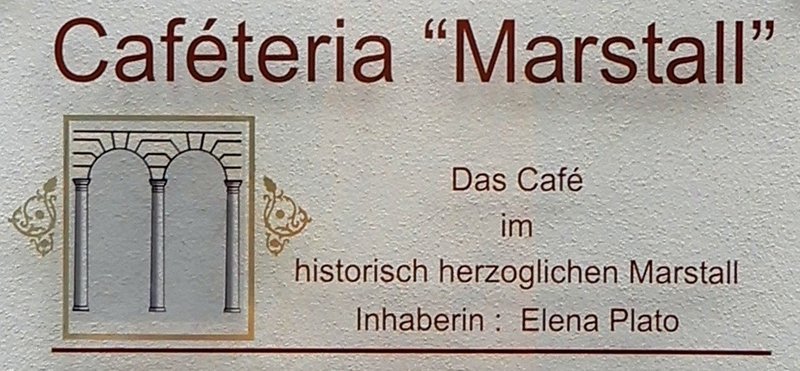 Caféteria “Marstall”
Das Café
im
historisch herzoglichen Marstall
Inhaberin : Elena Plato